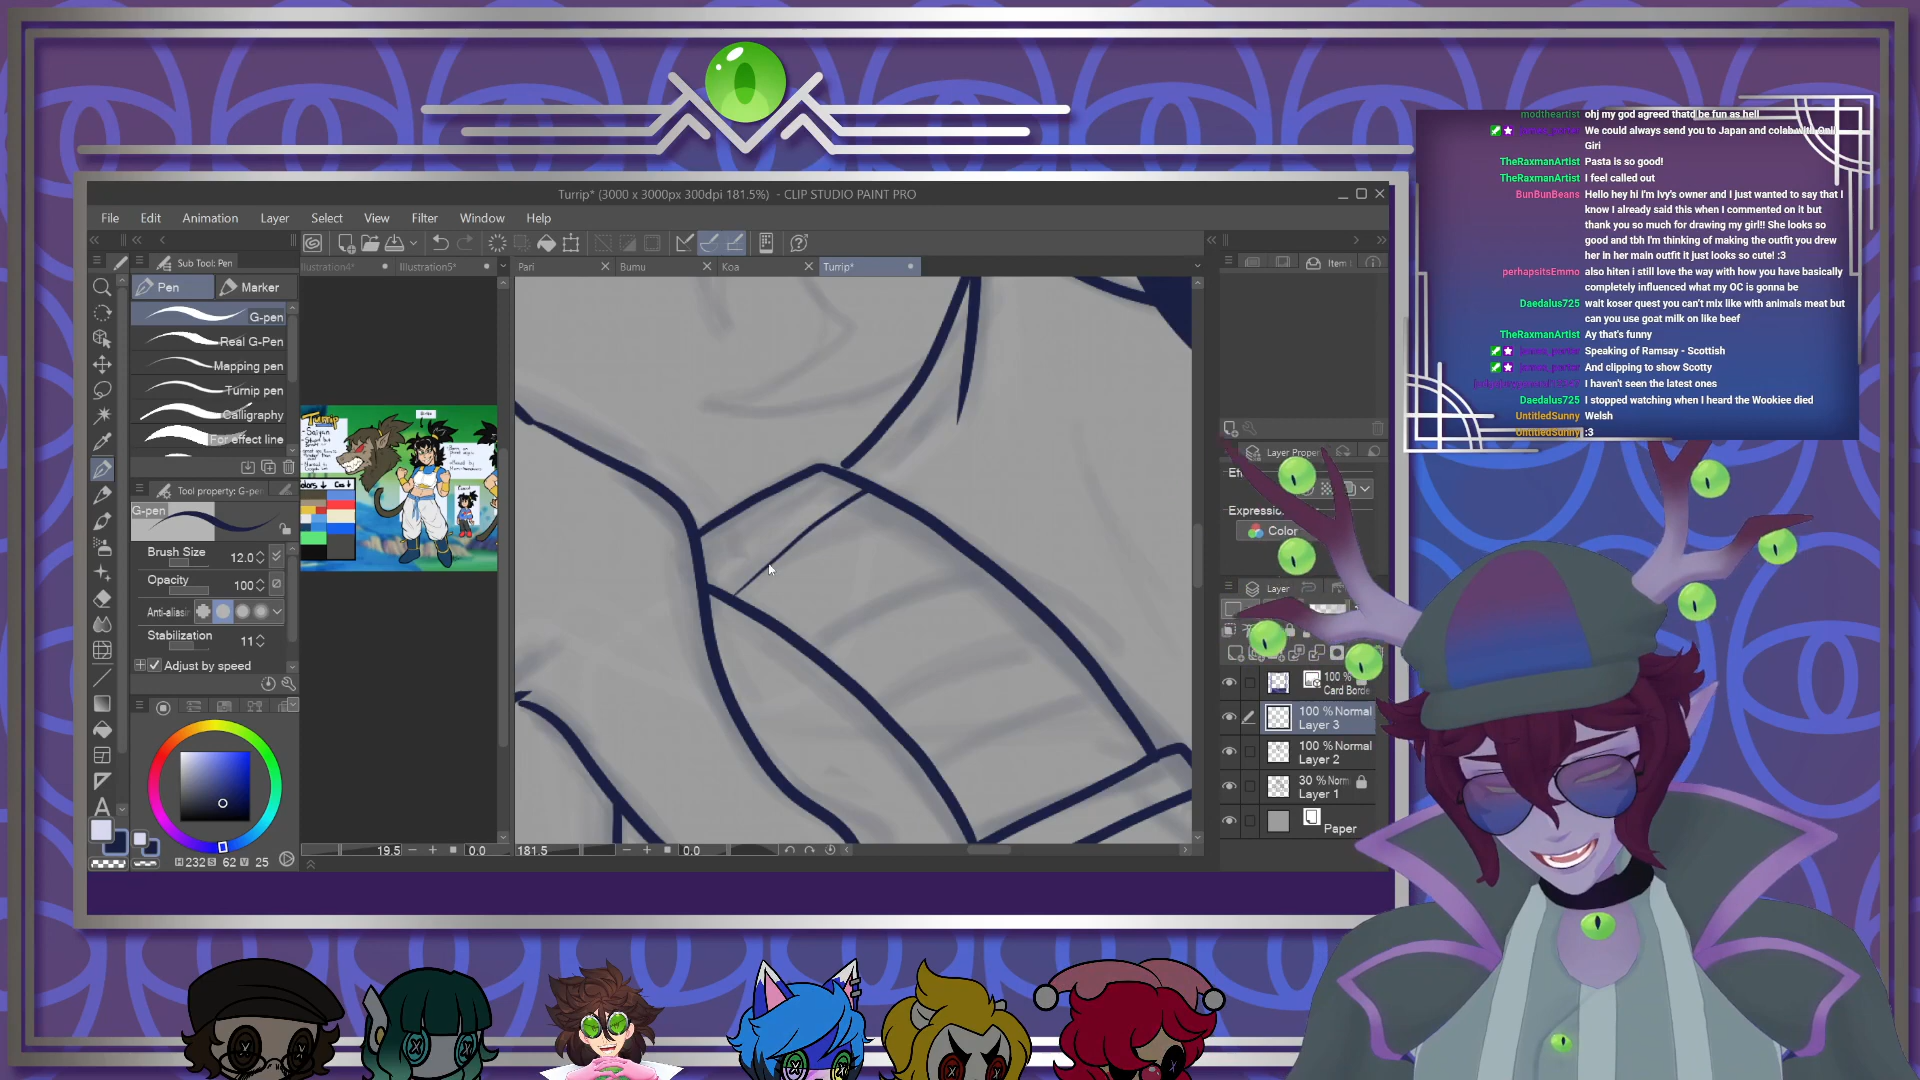 Turrip* (3000 x 3000px 300dpi 181.5%) - CLIP STUDIO PAINT PRO
File Edit Animation Layer Select View Filter Window Help
Sub Tool: Pen
Illustration5* Pari Bumu Koa Turrip*
Item
Pen Marker
G-pen
Real G-Pen
Mapping pen
Turnip pen
Calligraphy
For effect line
Tool property: G-pen
G-pen
Brush Size 12.0
Opacity 100
Anti-aliasi
Stabilization 11
Adjust by speed
H 232 S 62 V 25
Turrip
- Saiyan
19.5 0.0
181.5 0.0
Layer Proper
Expression
Color
Layer
100 %
Card Borde
100 % Normal
Layer 3
100 % Normal
Layer 2
30 % Norm
Layer 1
Paper
modtheartist ohj my god agreed thatd be fun as hell
We could always send you to Japan and colab with Oni
Giri
TheRaxmanArtist Pasta is so good!
TheRaxmanArtist I feel called out
BunBunBeans Hello hey hI I'm Ivy's owner and I just wanted to say that I
know I already said this when I commented on it but
thank you so much for drawing my girl!! She looks so
good and tbh I'm thinking of making the outfit you drew
her in her main outfit it just looks so cute! :3
perhapsitsEmmo also hiten i still love the way with how you have basically
completely influenced what my OC is gonna be
Daedalus725 wait koser quest you can't mix like with animals meat but
can you use goat milk on like beef
TheRaxmanArtist Ay that's funny
Speaking of Ramsay - Scottish
And clipping to show Scotty
I haven't seen the latest ones
Daedalus725 I stopped watching when I heard the Wookiee died
UntitledSunny Welsh
UntitledSunny :3